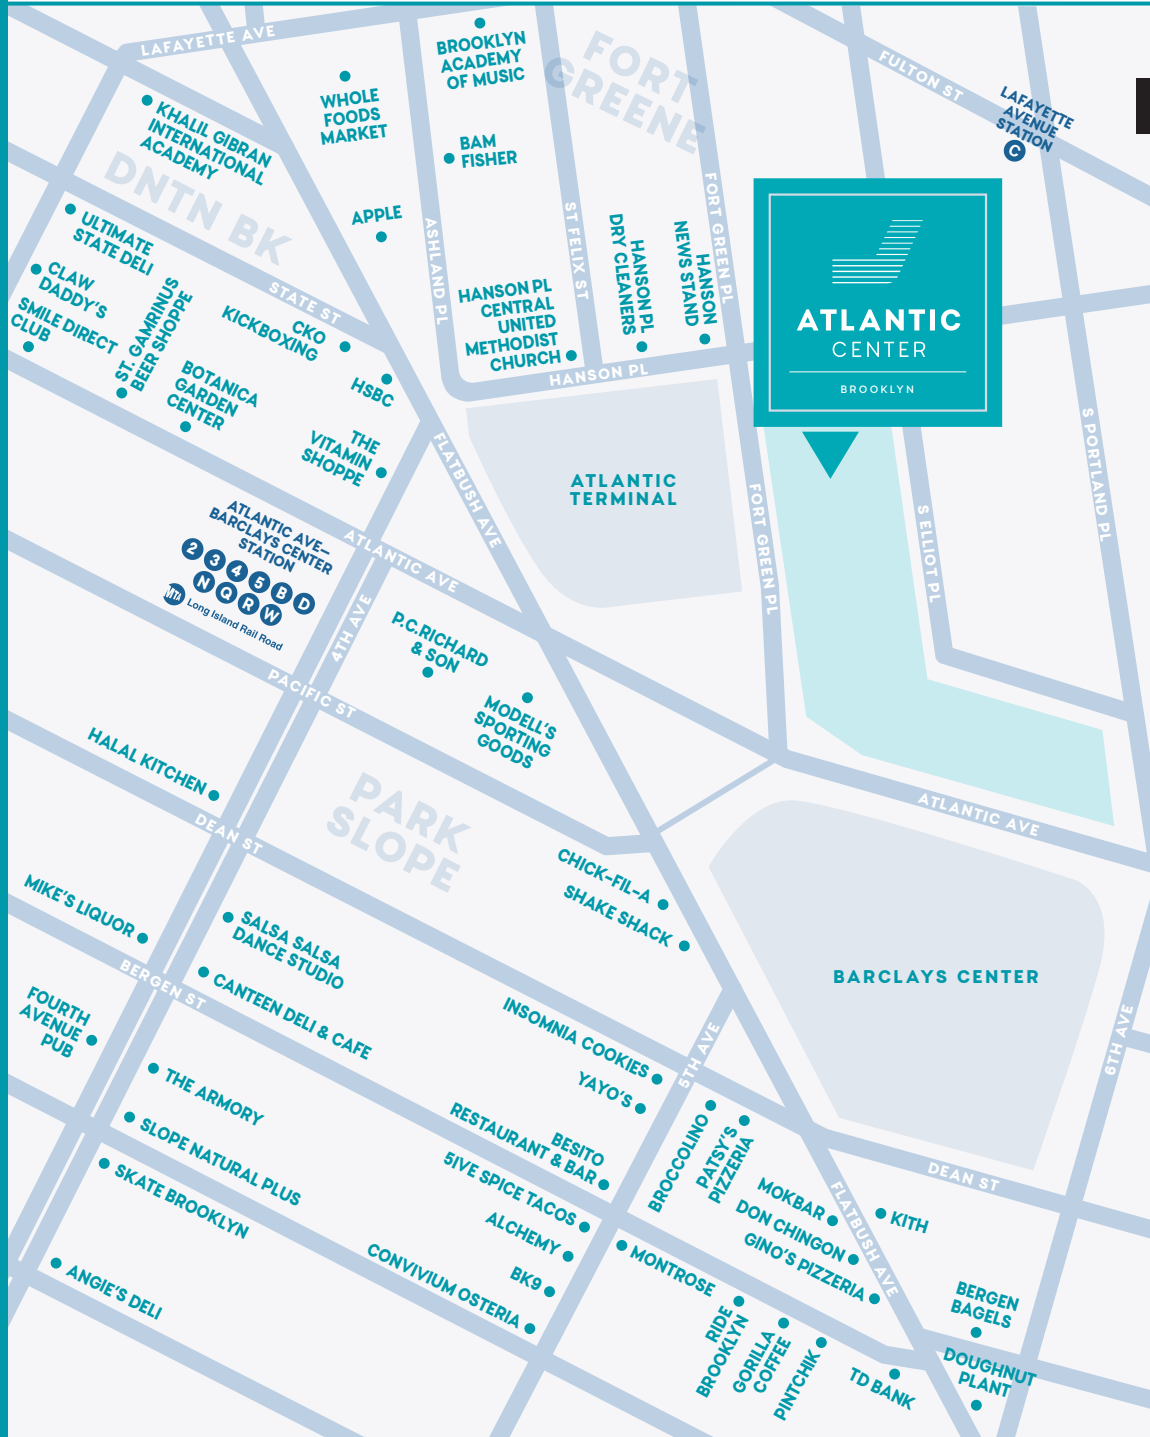 LAFAYETTE AVE
BROOKLYN
ACADEMY
OF MUSIC
FORT
GREENE
FULTON ST
LAFAYETTE
AVENUE
STATION
C
WHOLE
FOODS
MARKET
KHALIL GIBRAN
INTERNATIONAL
ACADEMY
BAM
FISHER
DNTN BK
APPLE
ASHLAND PL
ST FELIX ST
FORT GREEN PL
HANSON PL
DRY CLEANERS
HANSON
NEWS STAND
ULTIMATE
STATE DELI
CLAW
DADDY'S
SMILE DIRECT
CLUB
ST. GAMRINUS
BEER SHOPPE
STATE ST
CKO
KICKBOXING
HSBC
BOTANICA
GARDEN
CENTER
THE
VITAMIN
SHOPPE
HANSON PL
CENTRAL
UNITED
METHODIST
CHURCH
HANSON PL
ATLANTIC
CENTER
BROOKLYN
ATLANTIC
TERMINAL
FLATBUSH AVE
FORT GREEN PL
S ELLIOT PL
S PORTLAND PL
ATLANTIC AVE–
BARCLAYS CENTER
STATION
2 3 4 5 B D
N Q R W
MTA Long Island Rail Road
ATLANTIC AVE
4TH AVE
P.C.RICHARD
& SON
PACIFIC ST
MODELL'S
SPORTING
GOODS
HALAL KITCHEN
DEAN ST
PARK
SLOPE
ATLANTIC AVE
CHICK-FIL-A
SHAKE SHACK
BARCLAYS CENTER
MIKE'S LIQUOR
SALSA SALSA
DANCE STUDIO
BERGEN ST
CANTEEN DELI & CAFE
FOURTH
AVENUE
PUB
INSOMNIA COOKIES
YAYO'S
5TH AVE
6TH AVE
THE ARMORY
SLOPE NATURAL PLUS
SKATE BROOKLYN
BESITO
RESTAURANT & BAR
5IVE SPICE TACOS
ALCHEMY
BK9
CONVIVIUM OSTERIA
BROCCOLINO
PATSY'S
PIZZERIA
MOKBAR
DON CHINGON
GINO'S PIZZERIA
FLATBUSH AVE
KITH
DEAN ST
ANGIE'S DELI
MONTROSE
RIDE
BROOKLYN
GORILLA
COFFEE
PINTCHIK
TD BANK
BERGEN
BAGELS
DOUGHNUT
PLANT